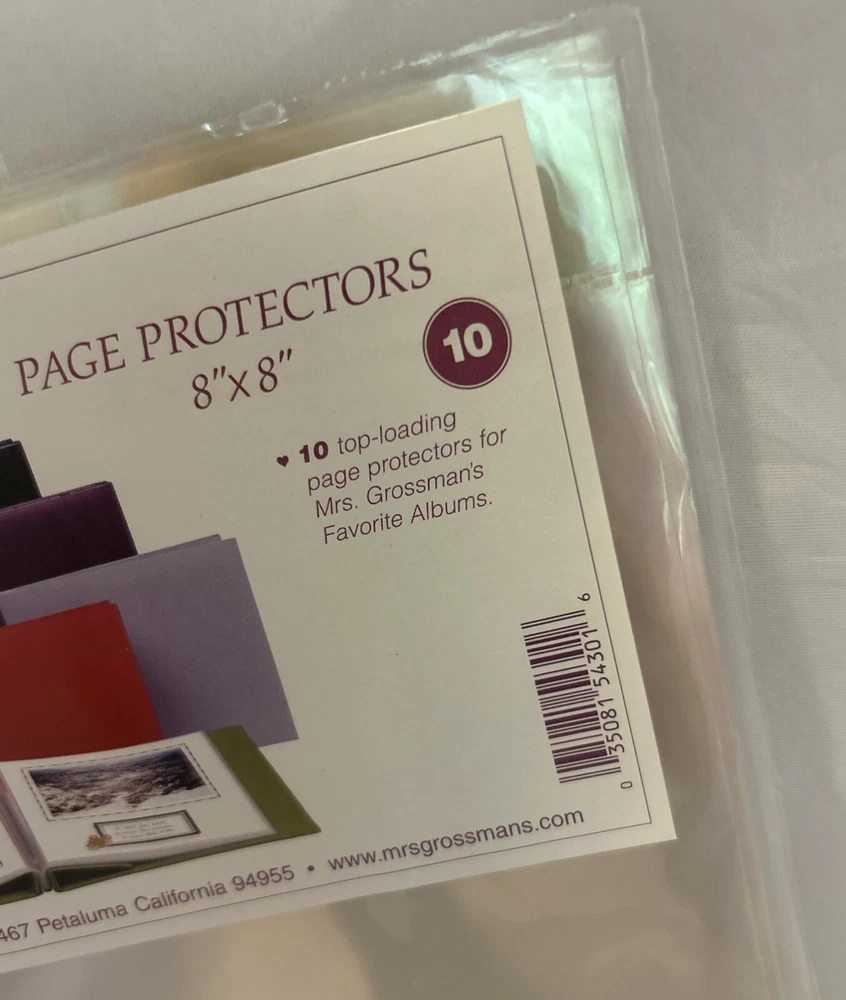 PAGE PROTECTORS
8"x 8"
10
♥ 10 top-loading
page protectors for
Mrs. Grossman's
Favorite Albums.
0 35081 54301 6
467 Petaluma California 94955 • www.mrsgrossmans.com